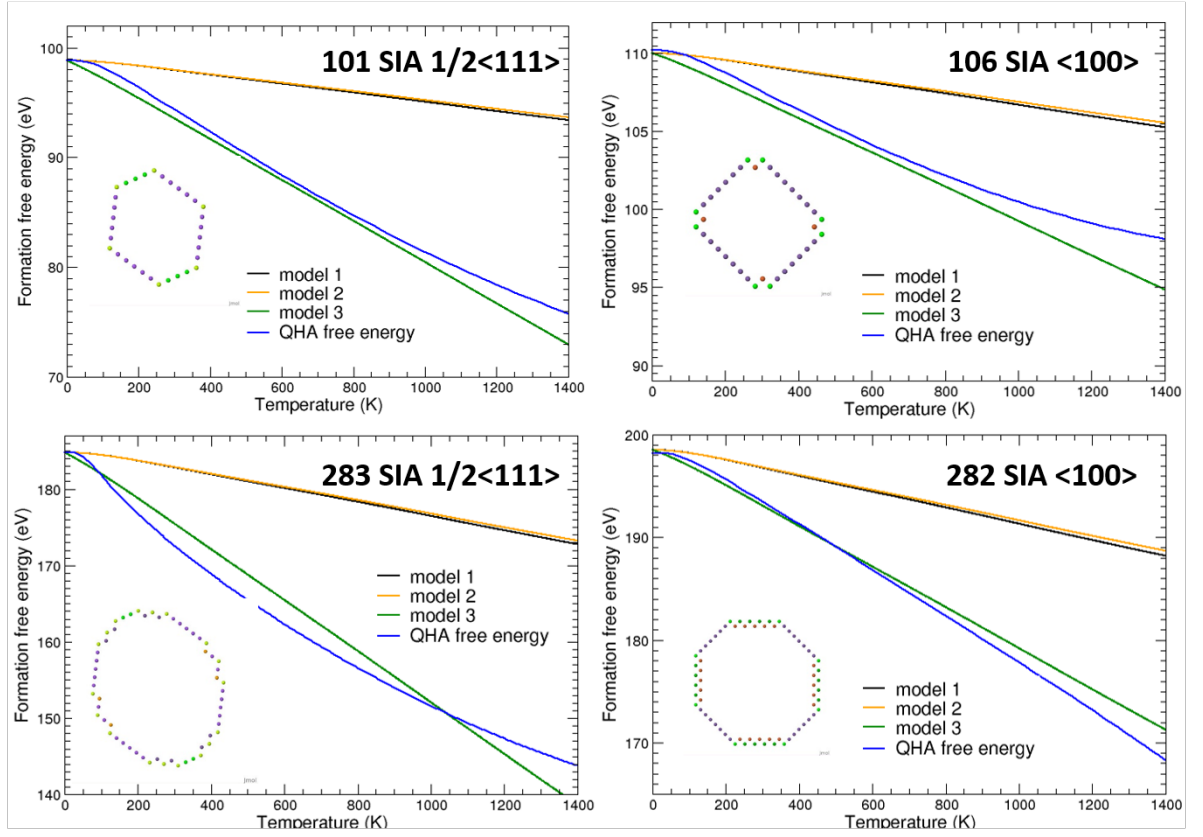 101 SIA 1/2<111>
Formation free energy (eV)
100
90
80
70
model 1
model 2
model 3
QHA free energy
jmol
0 200 400 600 800 1000 1200 1400
Temperature (K)
106 SIA <100>
Formation free energy (eV)
110
105
100
95
90
model 1
model 2
model 3
QHA free energy
jmol
0 200 400 600 800 1000 1200 1400
Temperature (K)
283 SIA 1/2<111>
Formation free energy (eV)
180
170
160
150
140
model 1
model 2
model 3
QHA free energy
jmol
0 200 400 600 800 1000 1200 1400
Temperature (K)
282 SIA <100>
Formation free energy (eV)
200
190
180
170
model 1
model 2
model 3
QHA free energy
jmol
0 200 400 600 800 1000 1200 1400
Temperature (K)